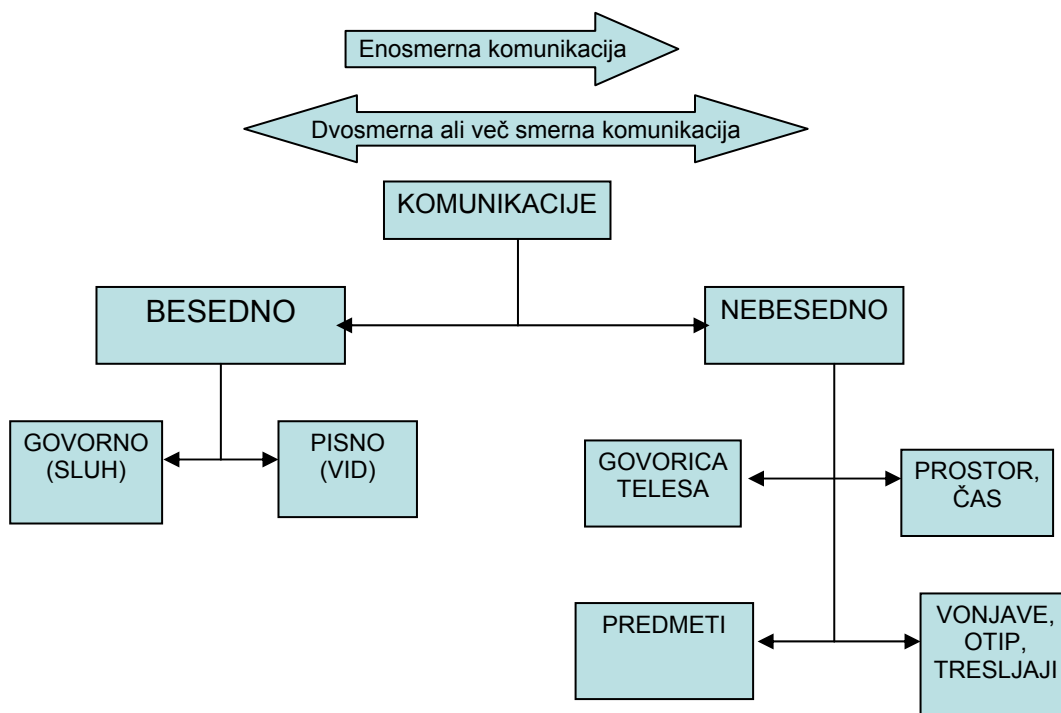 Enosmerna komunikacija
Dvosmerna ali več smerna komunikacija
KOMUNIKACIJE
BESEDNO
NEBESEDNO
GOVORNO
(SLUH)
PISNO
(VID)
GOVORICA
TELESA
PROSTOR,
ČAS
PREDMETI
VONJAVE,
OTIP,
TRESLJAJI